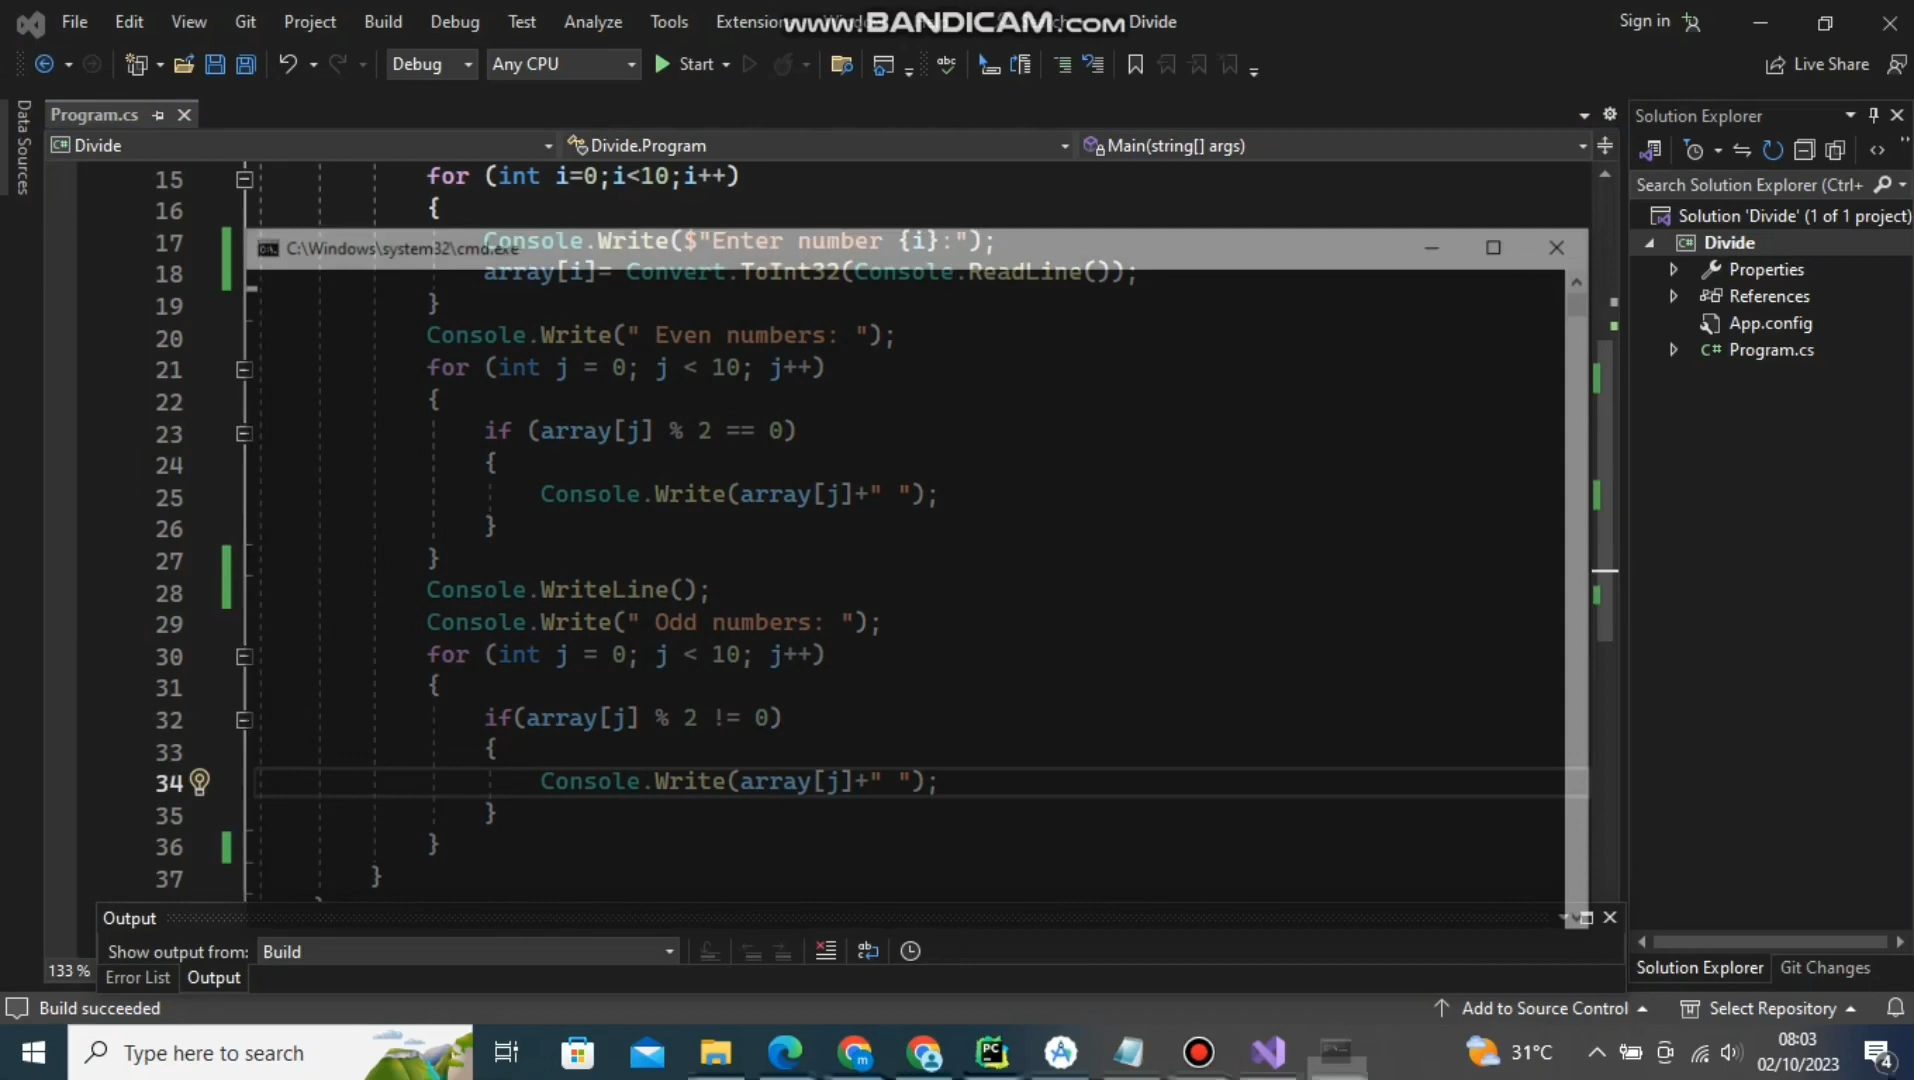 File Edit View Git Project Build Debug Test Analyze Tools Extension www.BANDICAM.com Divide Sign in
Debug Any CPU Start Live Share
Data Sources
Program.cs
Divide Divide.Program Main(string[] args)
15 for (int i=0;i<10;i++)
16 {
17 Console.Write($"Enter number {i}:");
C:\Windows\system32\cmd.exe
18 array[i]= Convert.ToInt32(Console.ReadLine());
19 }
20 Console.Write(" Even numbers: ");
21 for (int j = 0; j < 10; j++)
22 {
23 if (array[j] % 2 == 0)
24 {
25 Console.Write(array[j]+" ");
26 }
27 }
28 Console.WriteLine();
29 Console.Write(" Odd numbers: ");
30 for (int j = 0; j < 10; j++)
31 {
32 if(array[j] % 2 != 0)
33 {
34 Console.Write(array[j]+" ");
35 }
36 }
37 }
Solution Explorer
Search Solution Explorer (Ctrl+
Solution 'Divide' (1 of 1 project)
C# Divide
Properties
References
App.config
C# Program.cs
Output
Show output from: Build
133 % Error List Output
Solution Explorer Git Changes
Build succeeded Add to Source Control Select Repository
Type here to search 31°C 08:03
02/10/2023 4